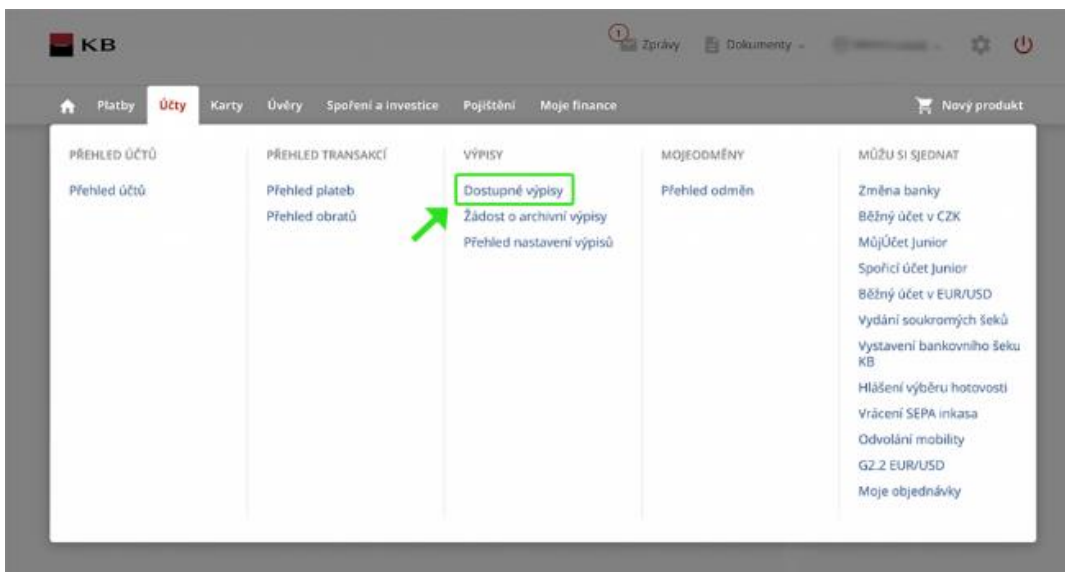 KB
1
Zprávy
Dokumenty
Platby
Účty
Karty
Úvěry
Spoření a investice
Pojištění
Moje finance
Nový produkt
PŘEHLED ÚČTŮ
Přehled účtů
PŘEHLED TRANSAKCÍ
Přehled plateb
Přehled obratů
VÝPISY
Dostupné výpisy
Žádost o archivní výpisy
Přehled nastavení výpisů
MOJEODMĚNY
Přehled odměn
MŮŽU SI SJEDNAT
Změna banky
Běžný účet v CZK
MůjÚčet Junior
Spořicí účet Junior
Běžný účet v EUR/USD
Vydání soukromých šeků
Vystavení bankovního šeku
KB
Hlášení výběru hotovosti
Vrácení SEPA inkasa
Odvolání mobility
G2.2 EUR/USD
Moje objednávky